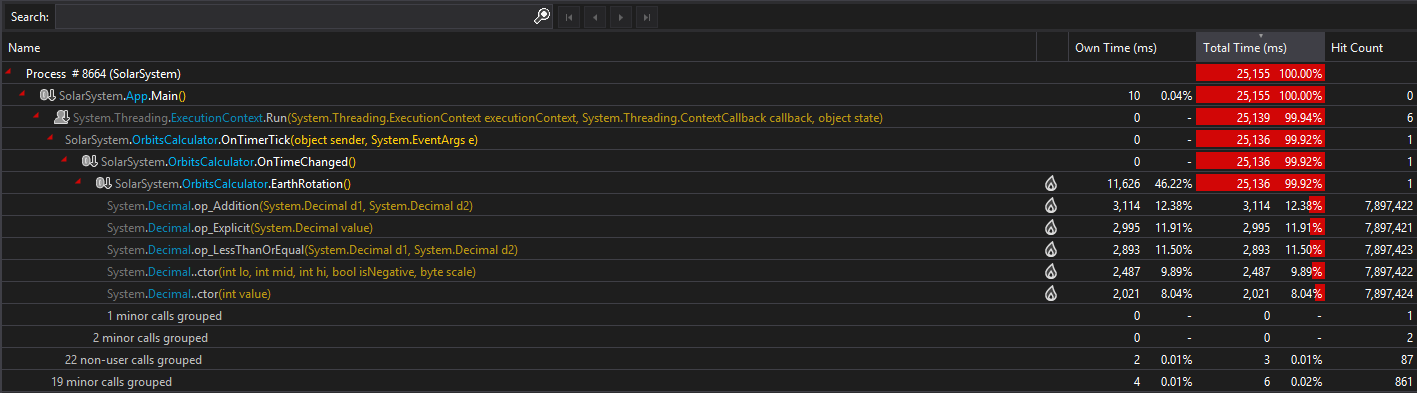 Search:
Name Own Time (ms) Total Time (ms) Hit Count
Process # 8664 (SolarSystem) 25,155 100.00%
SolarSystem.App.Main() 10 0.04% 25,155 100.00% 0
System.Threading.ExecutionContext.Run(System.Threading.ExecutionContext executionContext, System.Threading.ContextCallback callback, object state) 0 - 25,139 99.94% 6
SolarSystem.OrbitsCalculator.OnTimerTick(object sender, System.EventArgs e) 0 - 25,136 99.92% 1
SolarSystem.OrbitsCalculator.OnTimeChanged() 0 - 25,136 99.92% 1
SolarSystem.OrbitsCalculator.EarthRotation() 11,626 46.22% 25,136 99.92% 1
System.Decimal.op_Addition(System.Decimal d1, System.Decimal d2) 3,114 12.38% 3,114 12.38% 7,897,422
System.Decimal.op_Explicit(System.Decimal value) 2,995 11.91% 2,995 11.91% 7,897,421
System.Decimal.op_LessThanOrEqual(System.Decimal d1, System.Decimal d2) 2,893 11.50% 2,893 11.50% 7,897,423
System.Decimal..ctor(int lo, int mid, int hi, bool isNegative, byte scale) 2,487 9.89% 2,487 9.89% 7,897,422
System.Decimal..ctor(int value) 2,021 8.04% 2,021 8.04% 7,897,424
1 minor calls grouped 0 - 0 - 1
2 minor calls grouped 0 - 0 - 2
22 non-user calls grouped 2 0.01% 3 0.01% 87
19 minor calls grouped 4 0.01% 6 0.02% 861